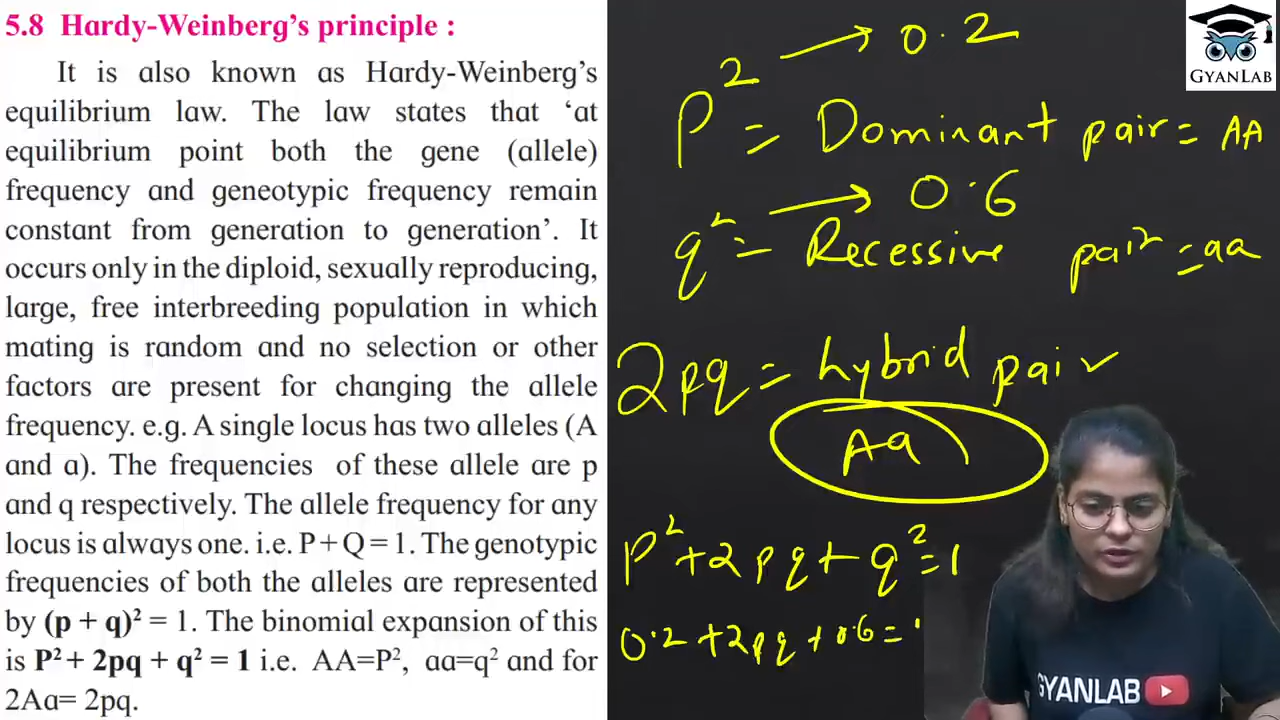 5.8 Hardy-Weinberg’s principle :
It is also known as Hardy-Weinberg’s
equilibrium law. The law states that ‘at
equilibrium point both the gene (allele)
frequency and geneotypic frequency remain
constant from generation to generation’. It
occurs only in the diploid, sexually reproducing,
large, free interbreeding population in which
mating is random and no selection or other
factors are present for changing the allele
frequency. e.g. A single locus has two alleles (A
and a). The frequencies of these allele are p
and q respectively. The allele frequency for any
locus is always one. i.e. P + Q = 1. The genotypic
frequencies of both the alleles are represented
by (p + q)² = 1. The binomial expansion of this
is P² + 2pq + q² = 1 i.e. AA=P², aa=q² and for
2Aa= 2pq.
→ 0.2
P² = Dominant pair = AA
→ 0.6
q² = Recessive pair = aa
2pq = hybrid pair
Aa
P² + 2pq + q² = 1
0.2 + 2pq + 0.6 =
GYANLAB
GYANLAB